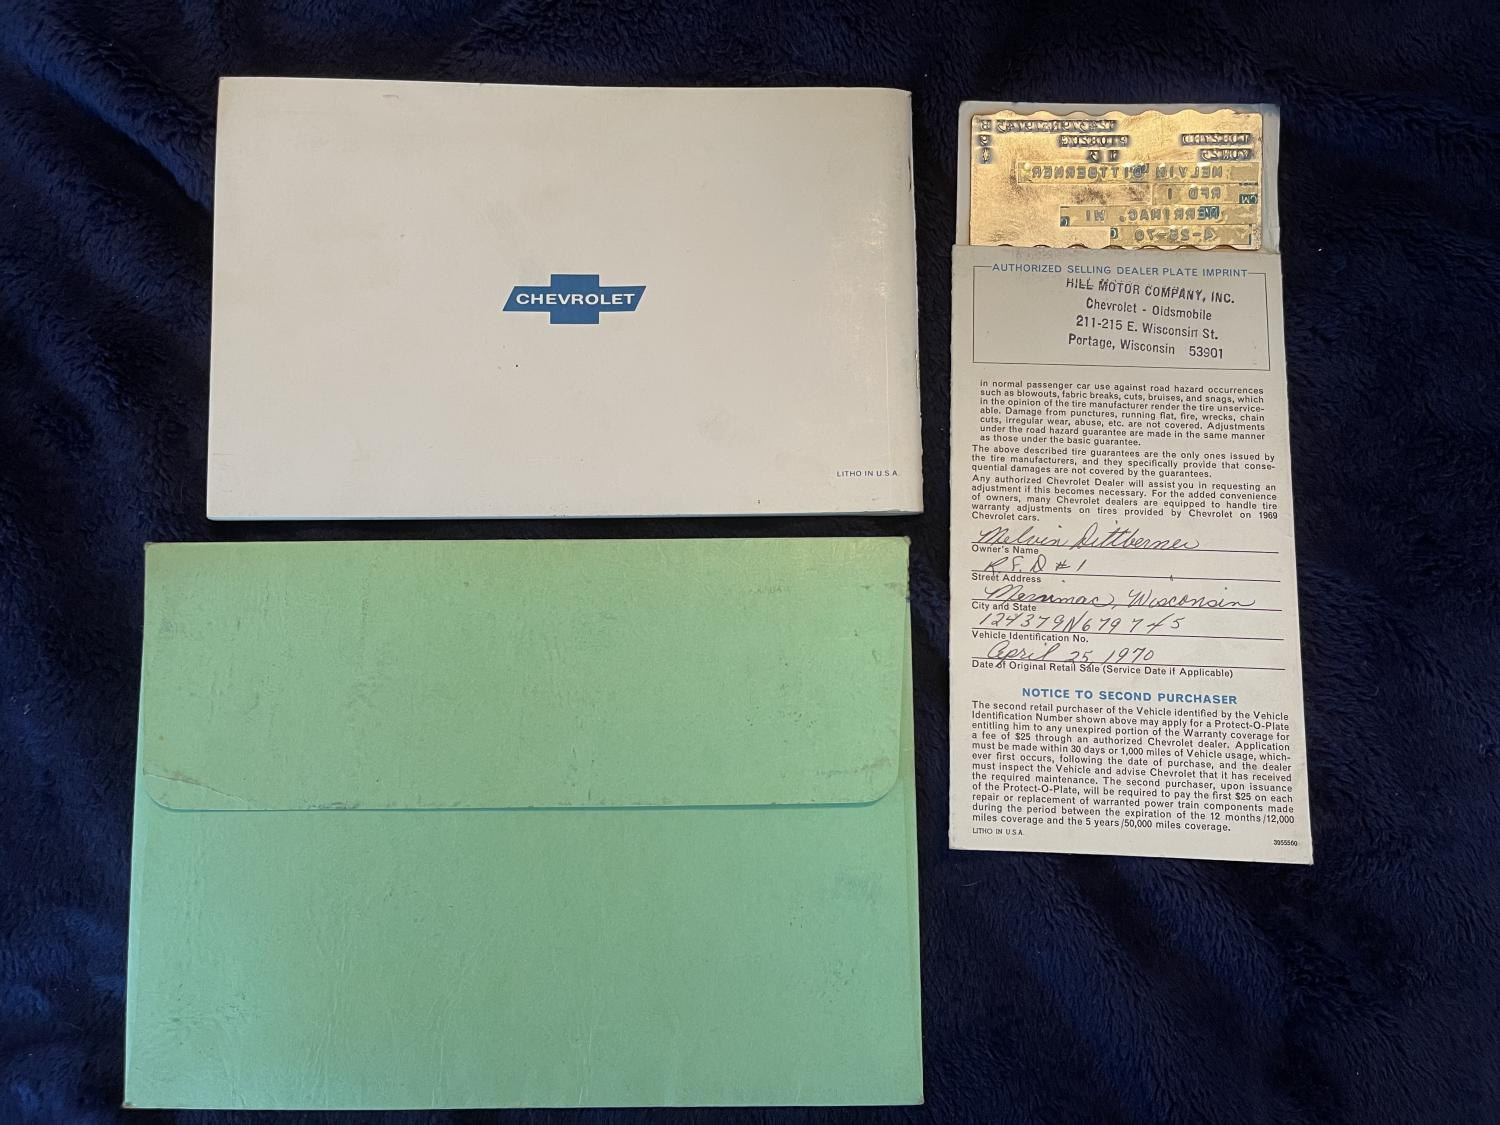 CHEVROLET
LITHO IN U.S.A.
MELVIN DITTBERNER
RFD 1
MERRIMAC, WI
4-25-70
AUTHORIZED SELLING DEALER PLATE IMPRINT
HILL MOTOR COMPANY, INC.
Chevrolet - Oldsmobile
211-215 E. Wisconsin St.
Portage, Wisconsin 53901
in normal passenger car use against road hazard occurrences
such as blowouts, fabric breaks, cuts, bruises, and snags, which
in the opinion of the tire manufacturer render the tire unservice-
able. Damage from punctures, running flat, fire, wrecks, chain
cuts, irregular wear, abuse, etc. are not covered. Adjustments
under the road hazard guarantee are made in the same manner
as those under the basic guarantee.
The above described tire guarantees are the only ones issued by
the tire manufacturers, and they specifically provide that conse-
quential damages are not covered by the guarantees.
Any authorized Chevrolet Dealer will assist you in requesting an
adjustment if this becomes necessary. For the added convenience
of owners, many Chevrolet dealers are equipped to handle tire
warranty adjustments on tires provided by Chevrolet on 1969
Chevrolet cars.
Melvin Dittberner
Owner's Name
R.F.D #1
Street Address
Merrimac, Wisconsin
City and State
124379N679745
Vehicle Identification No.
April 25, 1970
Date of Original Retail Sale (Service Date if Applicable)
NOTICE TO SECOND PURCHASER
The second retail purchaser of the Vehicle identified by the Vehicle
Identification Number shown above may apply for a Protect-O-Plate
entitling him to any unexpired portion of the Warranty coverage for
a fee of $25 through an authorized Chevrolet dealer. Application
must be made within 30 days or 1,000 miles of Vehicle usage, which-
ever first occurs, following the date of purchase, and the dealer
must inspect the Vehicle and advise Chevrolet that it has received
the required maintenance. The second purchaser, upon issuance
of the Protect-O-Plate, will be required to pay the first $25 on each
repair or replacement of warranted power train components made
during the period between the expiration of the 12 months/12,000
miles coverage and the 5 years/50,000 miles coverage.
LITHO IN U.S.A.
3955560